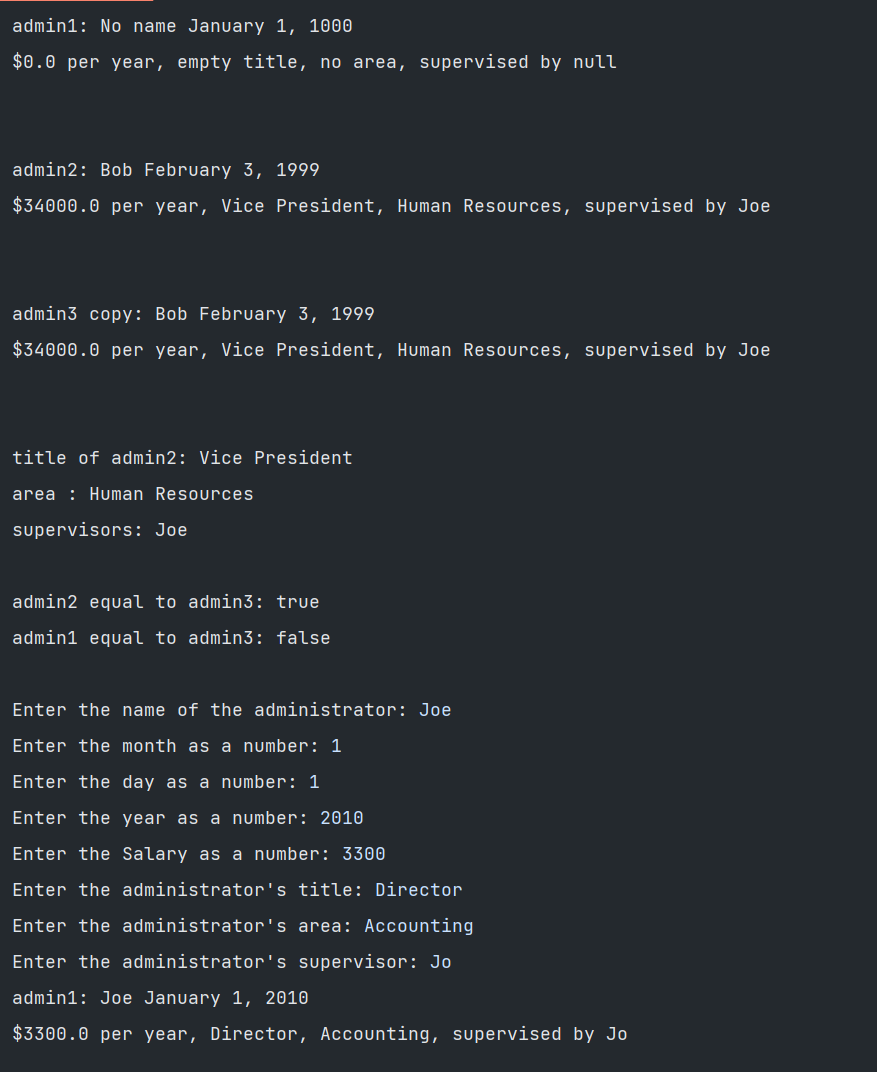 admin1: No name January 1, 1000
$0.0 per year, empty title, no area, supervised by null
admin2: Bob February 3, 1999
$34000.0 per year, Vice President, Human Resources, supervised by Joe
admin3 copy: Bob February 3, 1999
$34000.0 per year, Vice President, Human Resources, supervised by Joe
title of admin2: Vice President
area : Human Resources
supervisors: Joe
admin2 equal to admin3: true
admin1 equal to admin3: false
Enter the name of the administrator: Joe
Enter the month as a number: 1
Enter the day as a number: 1
Enter the year as a number: 2010
Enter the Salary as a number: 3300
Enter the administrator's title: Director
Enter the administrator's area: Accounting
Enter the administrator's supervisor: Jo
admin1: Joe January 1, 2010
$3300.0 per year, Director, Accounting, supervised by Jo